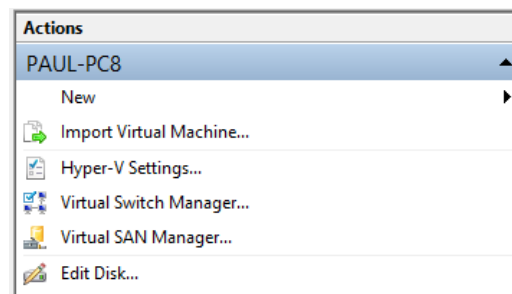 Actions
PAUL-PC8
New
Import Virtual Machine...
Hyper-V Settings...
Virtual Switch Manager...
Virtual SAN Manager...
Edit Disk...